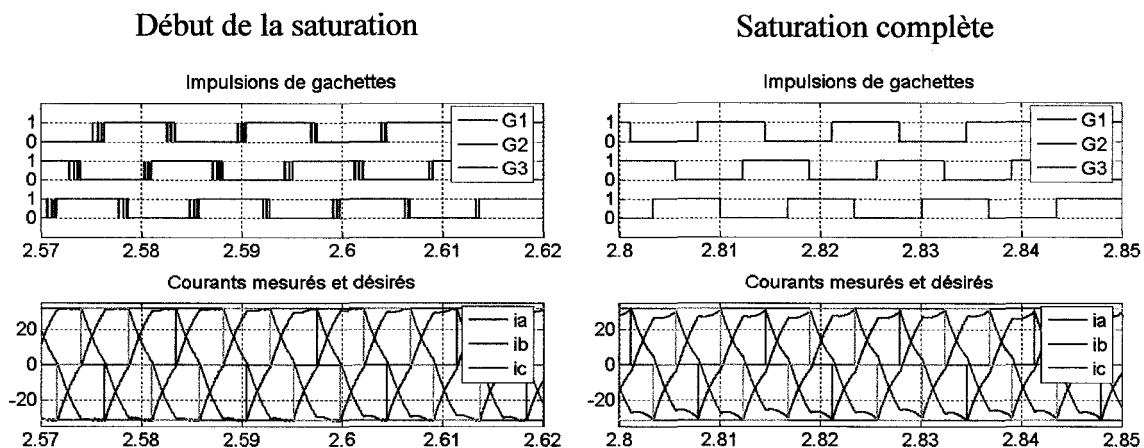 Début de la saturation
Saturation complète
Impulsions de gachettes
1
0
1
0
1
0
G1
G2
G3
2.57 2.58 2.59 2.6 2.61 2.62
Courants mesurés et désirés
20
0
-20
ia
ib
ic
2.57 2.58 2.59 2.6 2.61 2.62
Impulsions de gachettes
1
0
1
0
1
0
G1
G2
G3
2.8 2.81 2.82 2.83 2.84 2.85
Courants mesurés et désirés
20
0
-20
ia
ib
ic
2.8 2.81 2.82 2.83 2.84 2.85